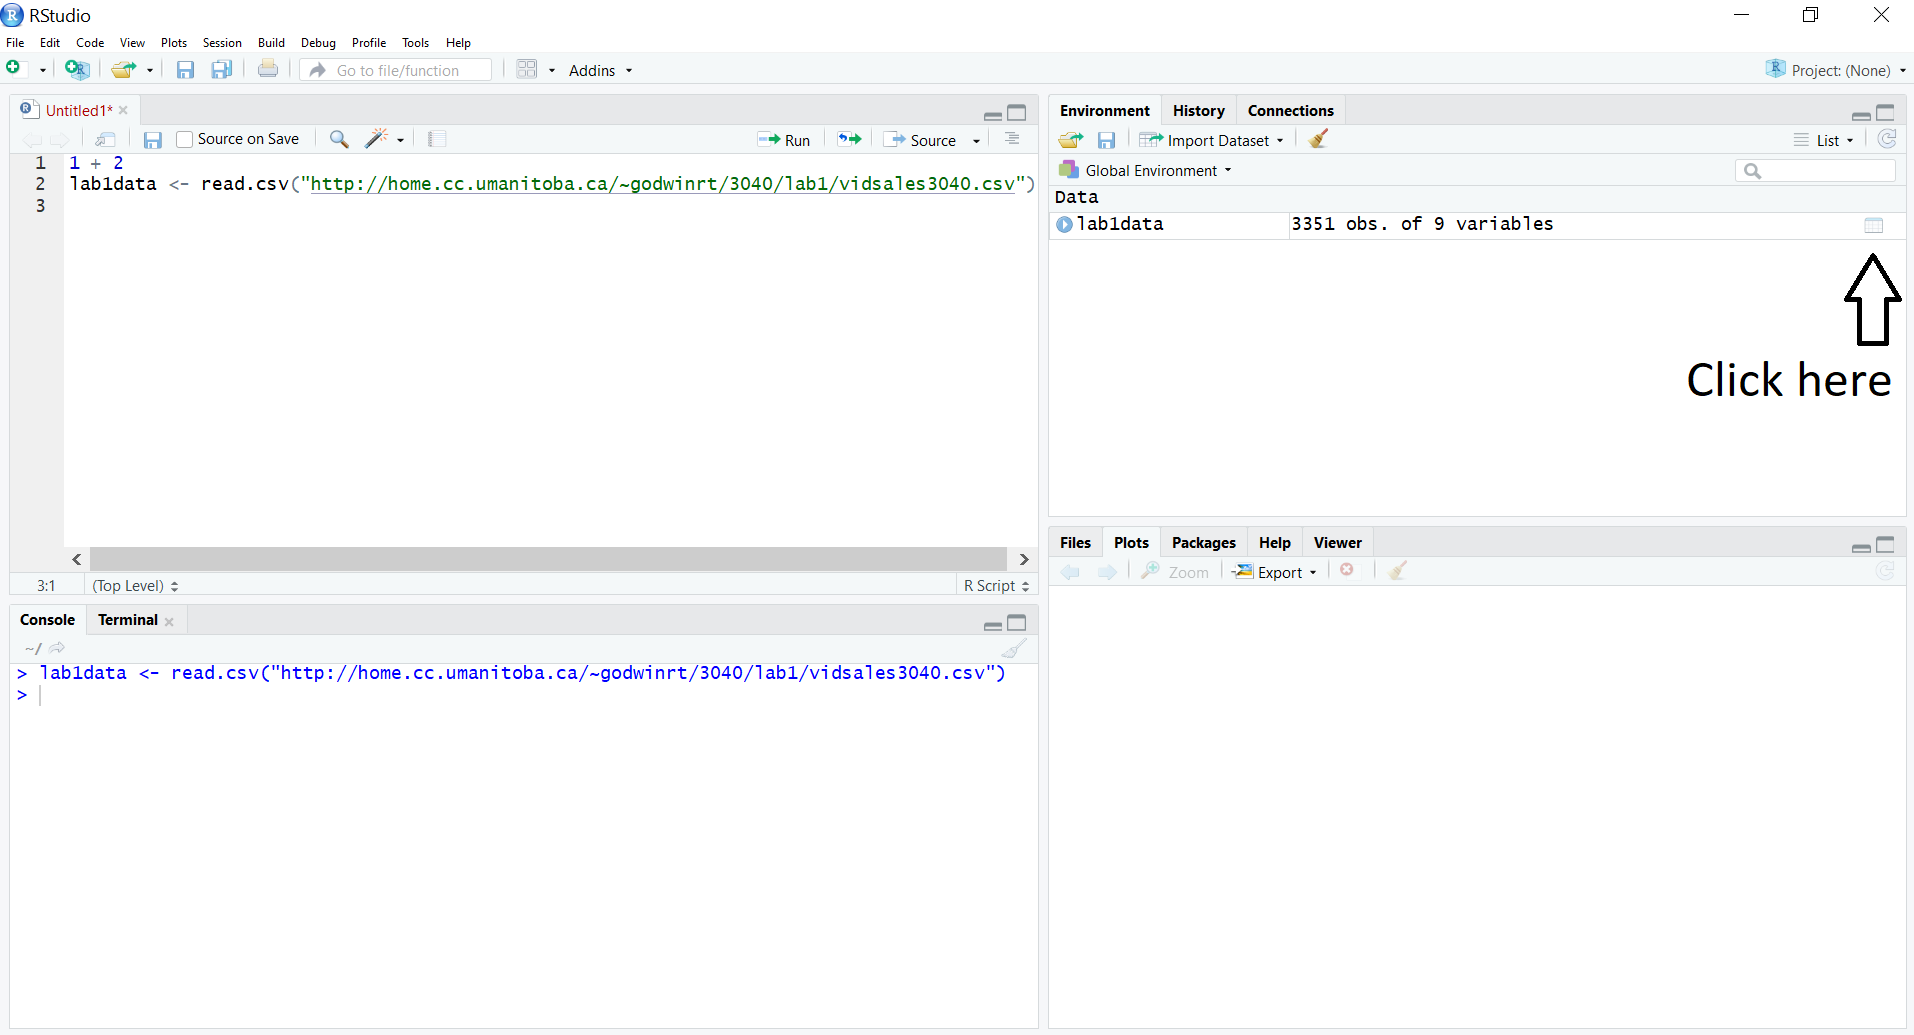 RStudio
File Edit Code View Plots Session Build Debug Profile Tools Help
Go to file/function Addins Project: (None)
Untitled1*
Source on Save Run Source
1 1 + 2
2 lab1data <- read.csv("http://home.cc.umanitoba.ca/~godwinrt/3040/lab1/vidsales3040.csv")
3
3:1 (Top Level) R Script
Console Terminal
~/
> lab1data <- read.csv("http://home.cc.umanitoba.ca/~godwinrt/3040/lab1/vidsales3040.csv")
>
Environment History Connections
Import Dataset List
Global Environment
Data
lab1data 3351 obs. of 9 variables
Click here
Files Plots Packages Help Viewer
Zoom Export